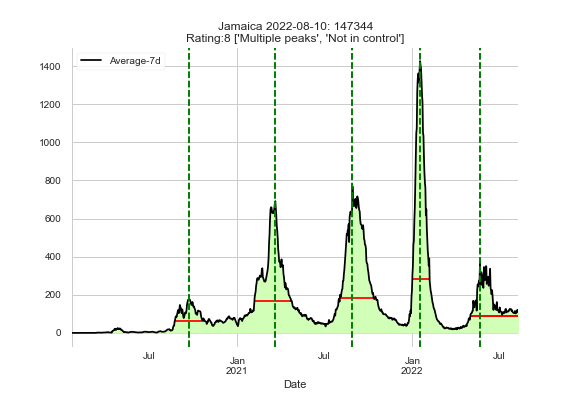 Jamaica 2022-08-10: 147344
Rating:8 ['Multiple peaks', 'Not in control']
Average-7d
1400
1200
1000
800
600
400
200
0
Jul
Jan
2021
Jul
Jan
2022
Jul
Date